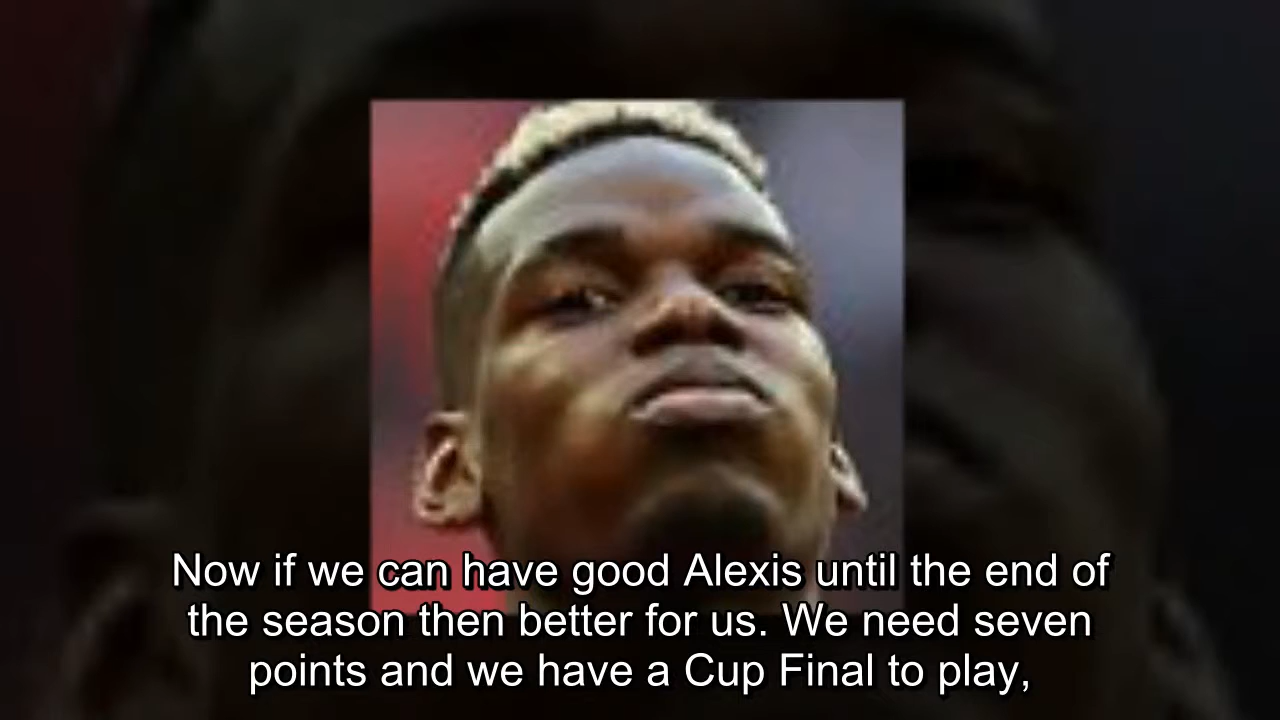 Now if we can have good Alexis until the end of
the season then better for us. We need seven
points and we have a Cup Final to play,